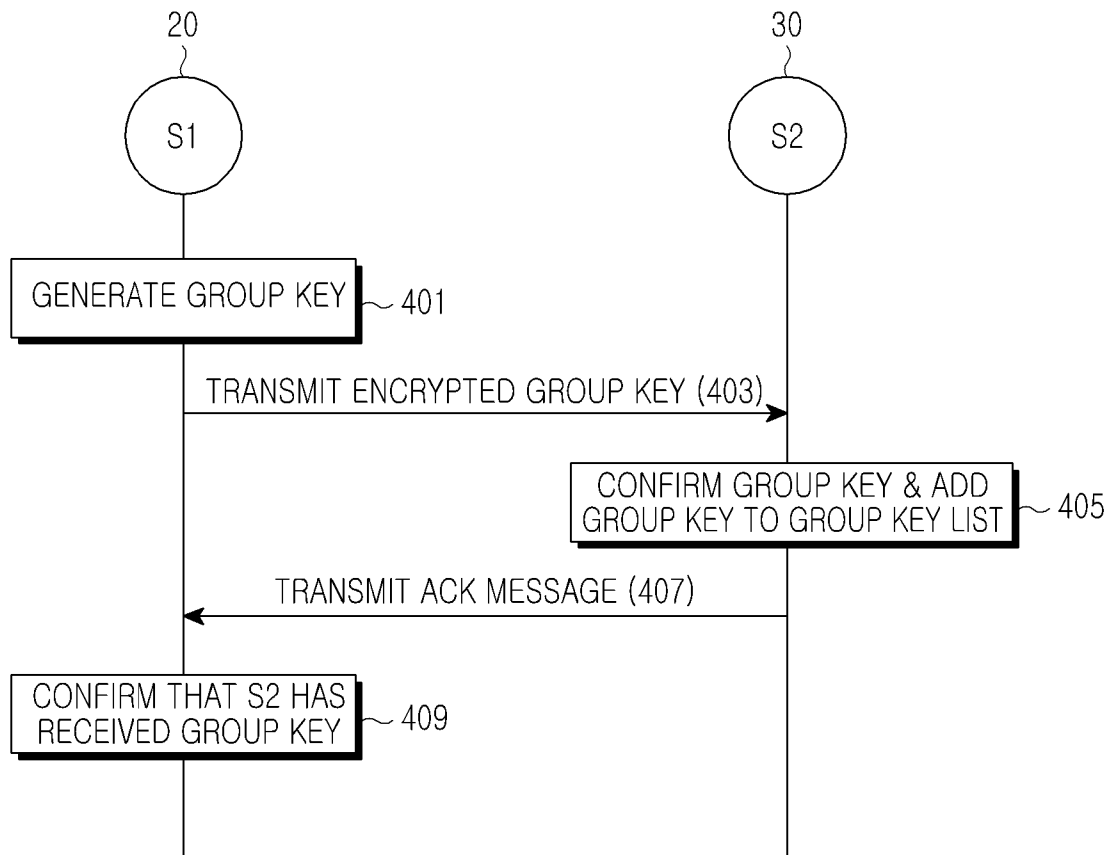 20
30
S1
S2
GENERATE GROUP KEY
401
TRANSMIT ENCRYPTED GROUP KEY (403)
CONFIRM GROUP KEY & ADD
GROUP KEY TO GROUP KEY LIST
405
TRANSMIT ACK MESSAGE (407)
CONFIRM THAT S2 HAS
RECEIVED GROUP KEY
409